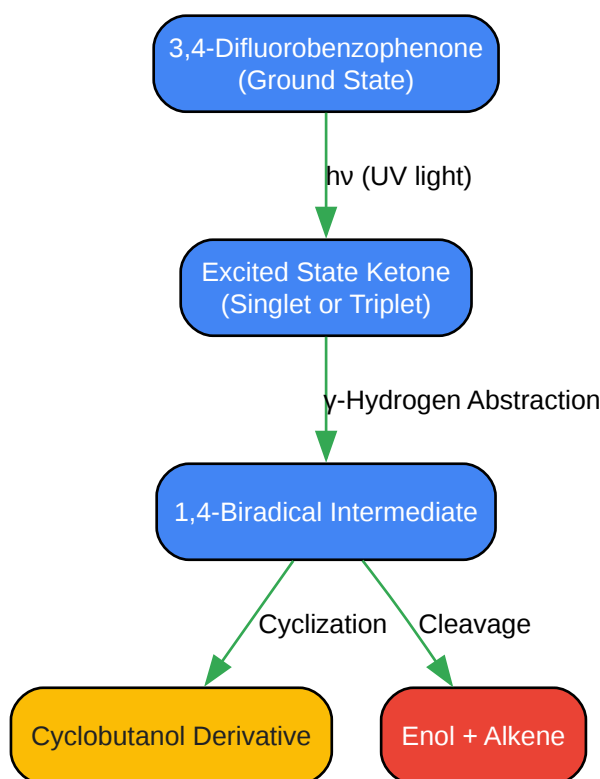 3,4-Difluorobenzophenone
(Ground State)
hν (UV light)
Excited State Ketone
(Singlet or Triplet)
γ-Hydrogen Abstraction
1,4-Biradical Intermediate
Cyclization
Cleavage
Cyclobutanol Derivative
Enol + Alkene